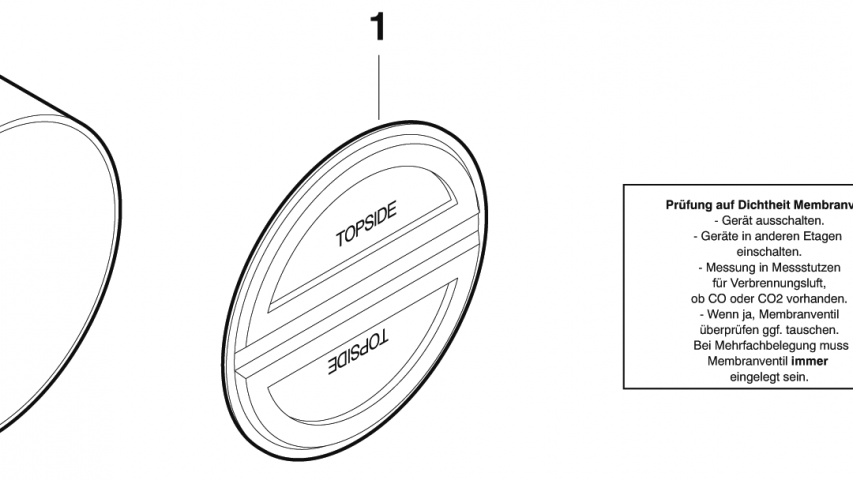 1
TOPSIDE
TOPSIDE
Prüfung auf Dichtheit
- Gerät ausschalten.
- Geräte in anderen Etagen
einschalten.
- Messung in Messstutzen
für Verbrennungsluft,
ob CO oder CO2 vorhanden.
- Wenn ja, Membranventil
überprüfen ggf. tauschen.
Bei Mehrfachbelegung muss
Membranventil immer
eingelegt sein.